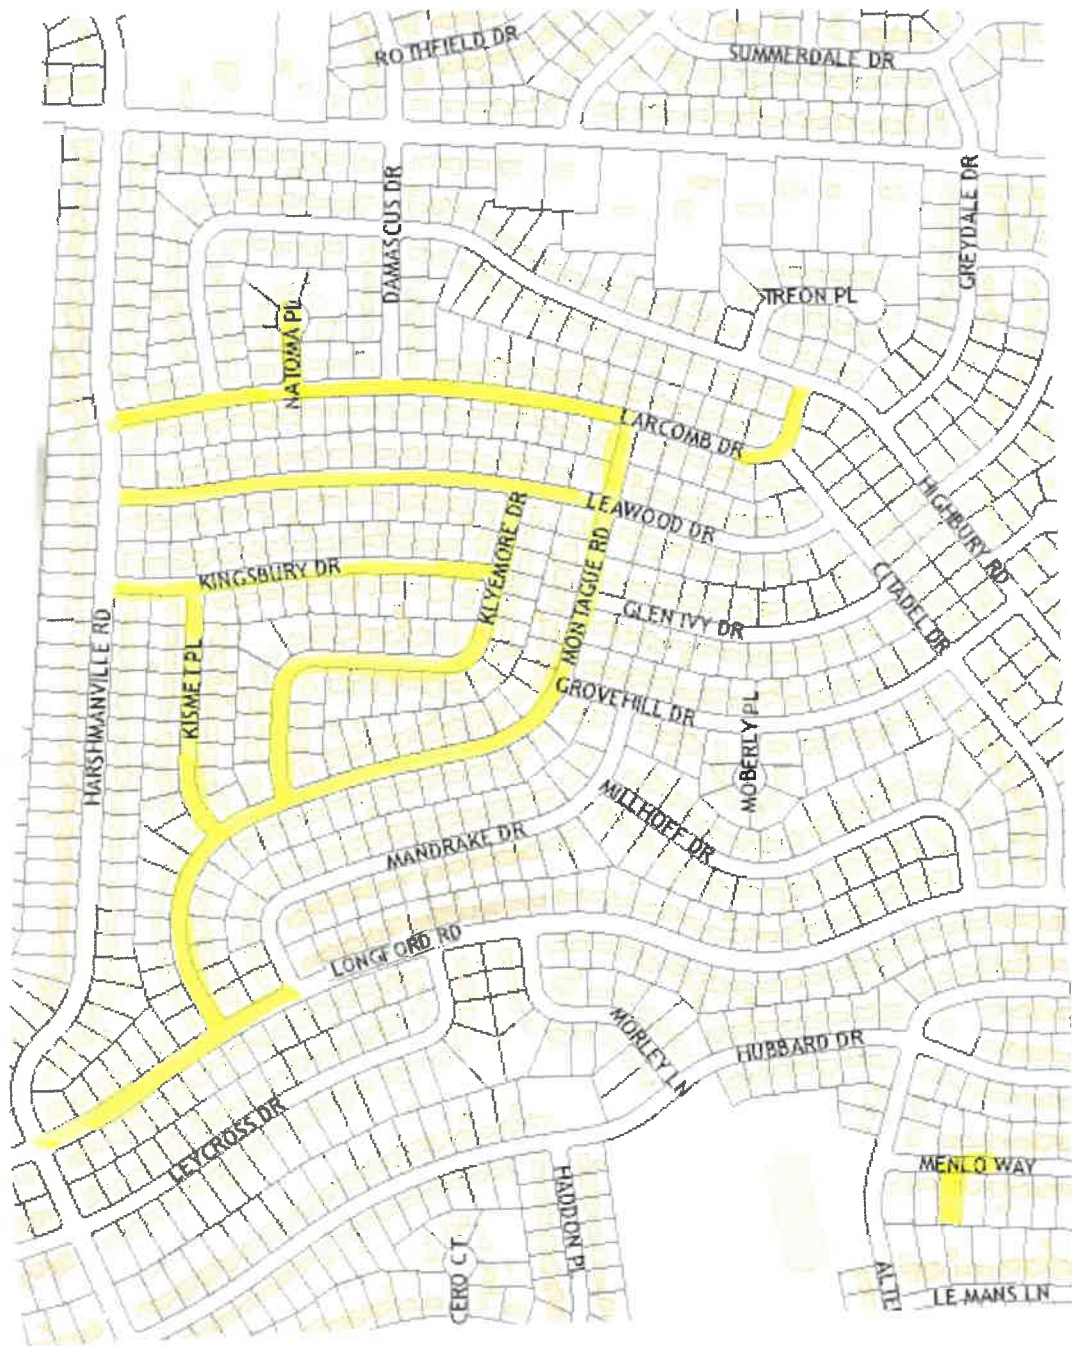 ROTHFIELD DR
SUMMERDALE DR
DAMASCUS DR
GREYDALE DR
STREON PL
NATOMA PL
LARCOMB DR
LEAWOOD DR
HIGHBURY RD
KLYEMORE DR
KINGSBURY DR
MONTAGUE RD
CITADEL DR
GLEN IVY DR
HARSHMANVILLE RD
KISMET PL
GROVEHILL DR
MOBERLY PL
MILLHOFF DR
MANDRAKE DR
LONGFORD RD
MORLEY LN
HUBBARD DR
LEYCROSS DR
MENLO WAY
HADDON PL
CERO CT
ALTE
LE MANS LN